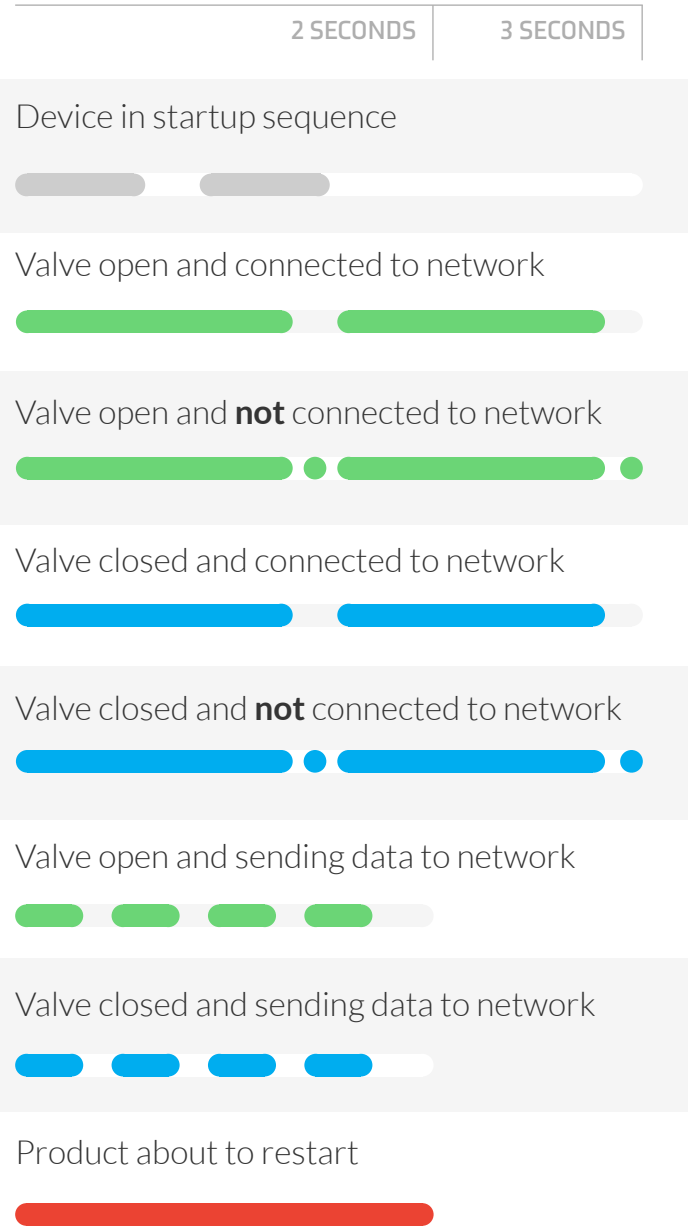 2 SECONDS
3 SECONDS
Device in startup sequence
Valve open and connected to network
Valve open and not connected to network
Valve closed and connected to network
Valve closed and not connected to network
Valve open and sending data to network
Valve closed and sending data to network
Product about to restart